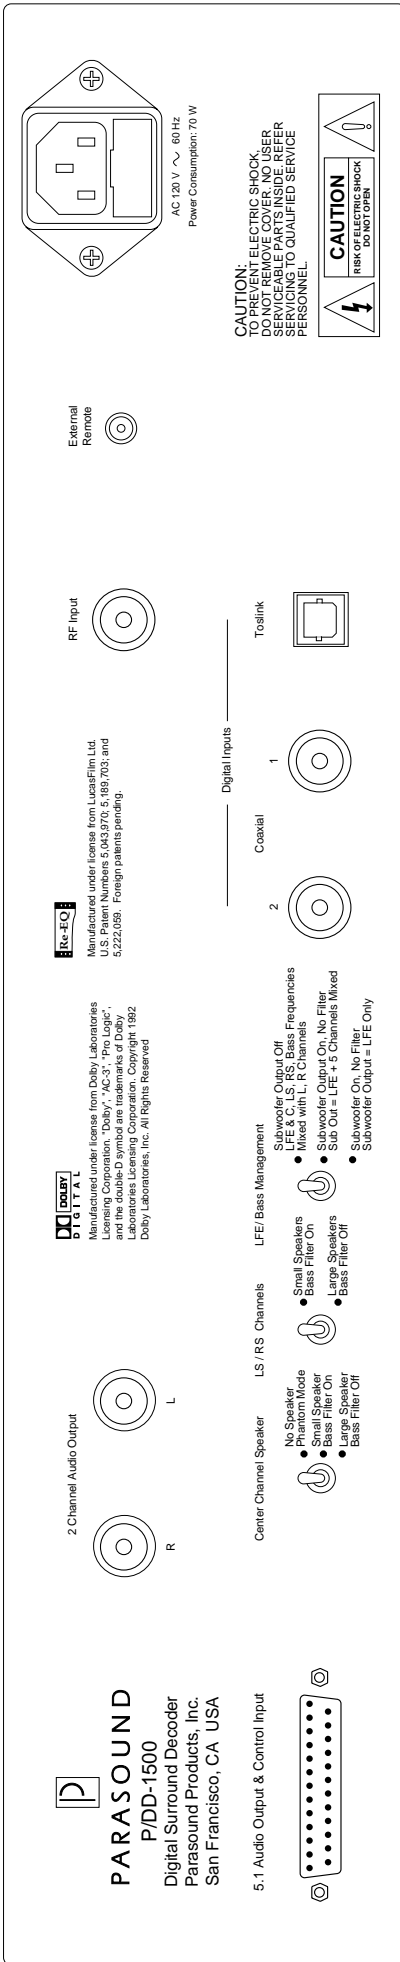 PARASOUND
P/DD-1500
Digital Surround Decoder
Parasound Products, Inc.
San Francisco, CA  USA
5.1 Audio Output & Control Input
2 Channel Audio Output
R
L
Center Channel Speaker
No Speaker
Phantom Mode
Small Speaker
Bass Filter On
Large Speaker
Bass Filter Off
LS / RS  Channels
Small Speakers
Bass Filter On
Large Speakers
Bass Filter Off
LFE/ Bass Management
Subwoofer Output Off
LFE & C, LS, RS, Bass Frequencies
Mixed with L, R Channels
Subwoofer Output On, No Filter
Sub Out = LFE + 5 Channels Mixed
Subwoofer On, No Filter
Subwoofer Output = LFE Only
DOLBY
DIGITAL
Manufactured under license from Dolby Laboratories
Licensing Corporation. "Dolby", "AC-3", "Pro Logic",
and the double-D symbol are trademarks of Dolby
Laboratories Licensing Corporation. Copyright 1992
Dolby Laboratories, Inc. All Rights Reserved
Re-EQ
Manufactured under license from LucasFilm Ltd.
U.S. Patent Numbers 5,043,970; 5,189,703; and
5,222,059.  Foreign patents pending.
Digital Inputs
2
Coaxial
1
Toslink
RF Input
External
Remote
AC 120 V ~ 60 Hz
Power Consumption: 70 W
CAUTION:
TO PREVENT ELECTRIC SHOCK,
DO NOT REMOVE COVER. NO USER
SERVICEABLE PARTS INSIDE. REFER
SERVICING TO QUALIFIED SERVICE
PERSONNEL.
CAUTION
RISK OF ELECTRIC SHOCK
DO NOT OPEN